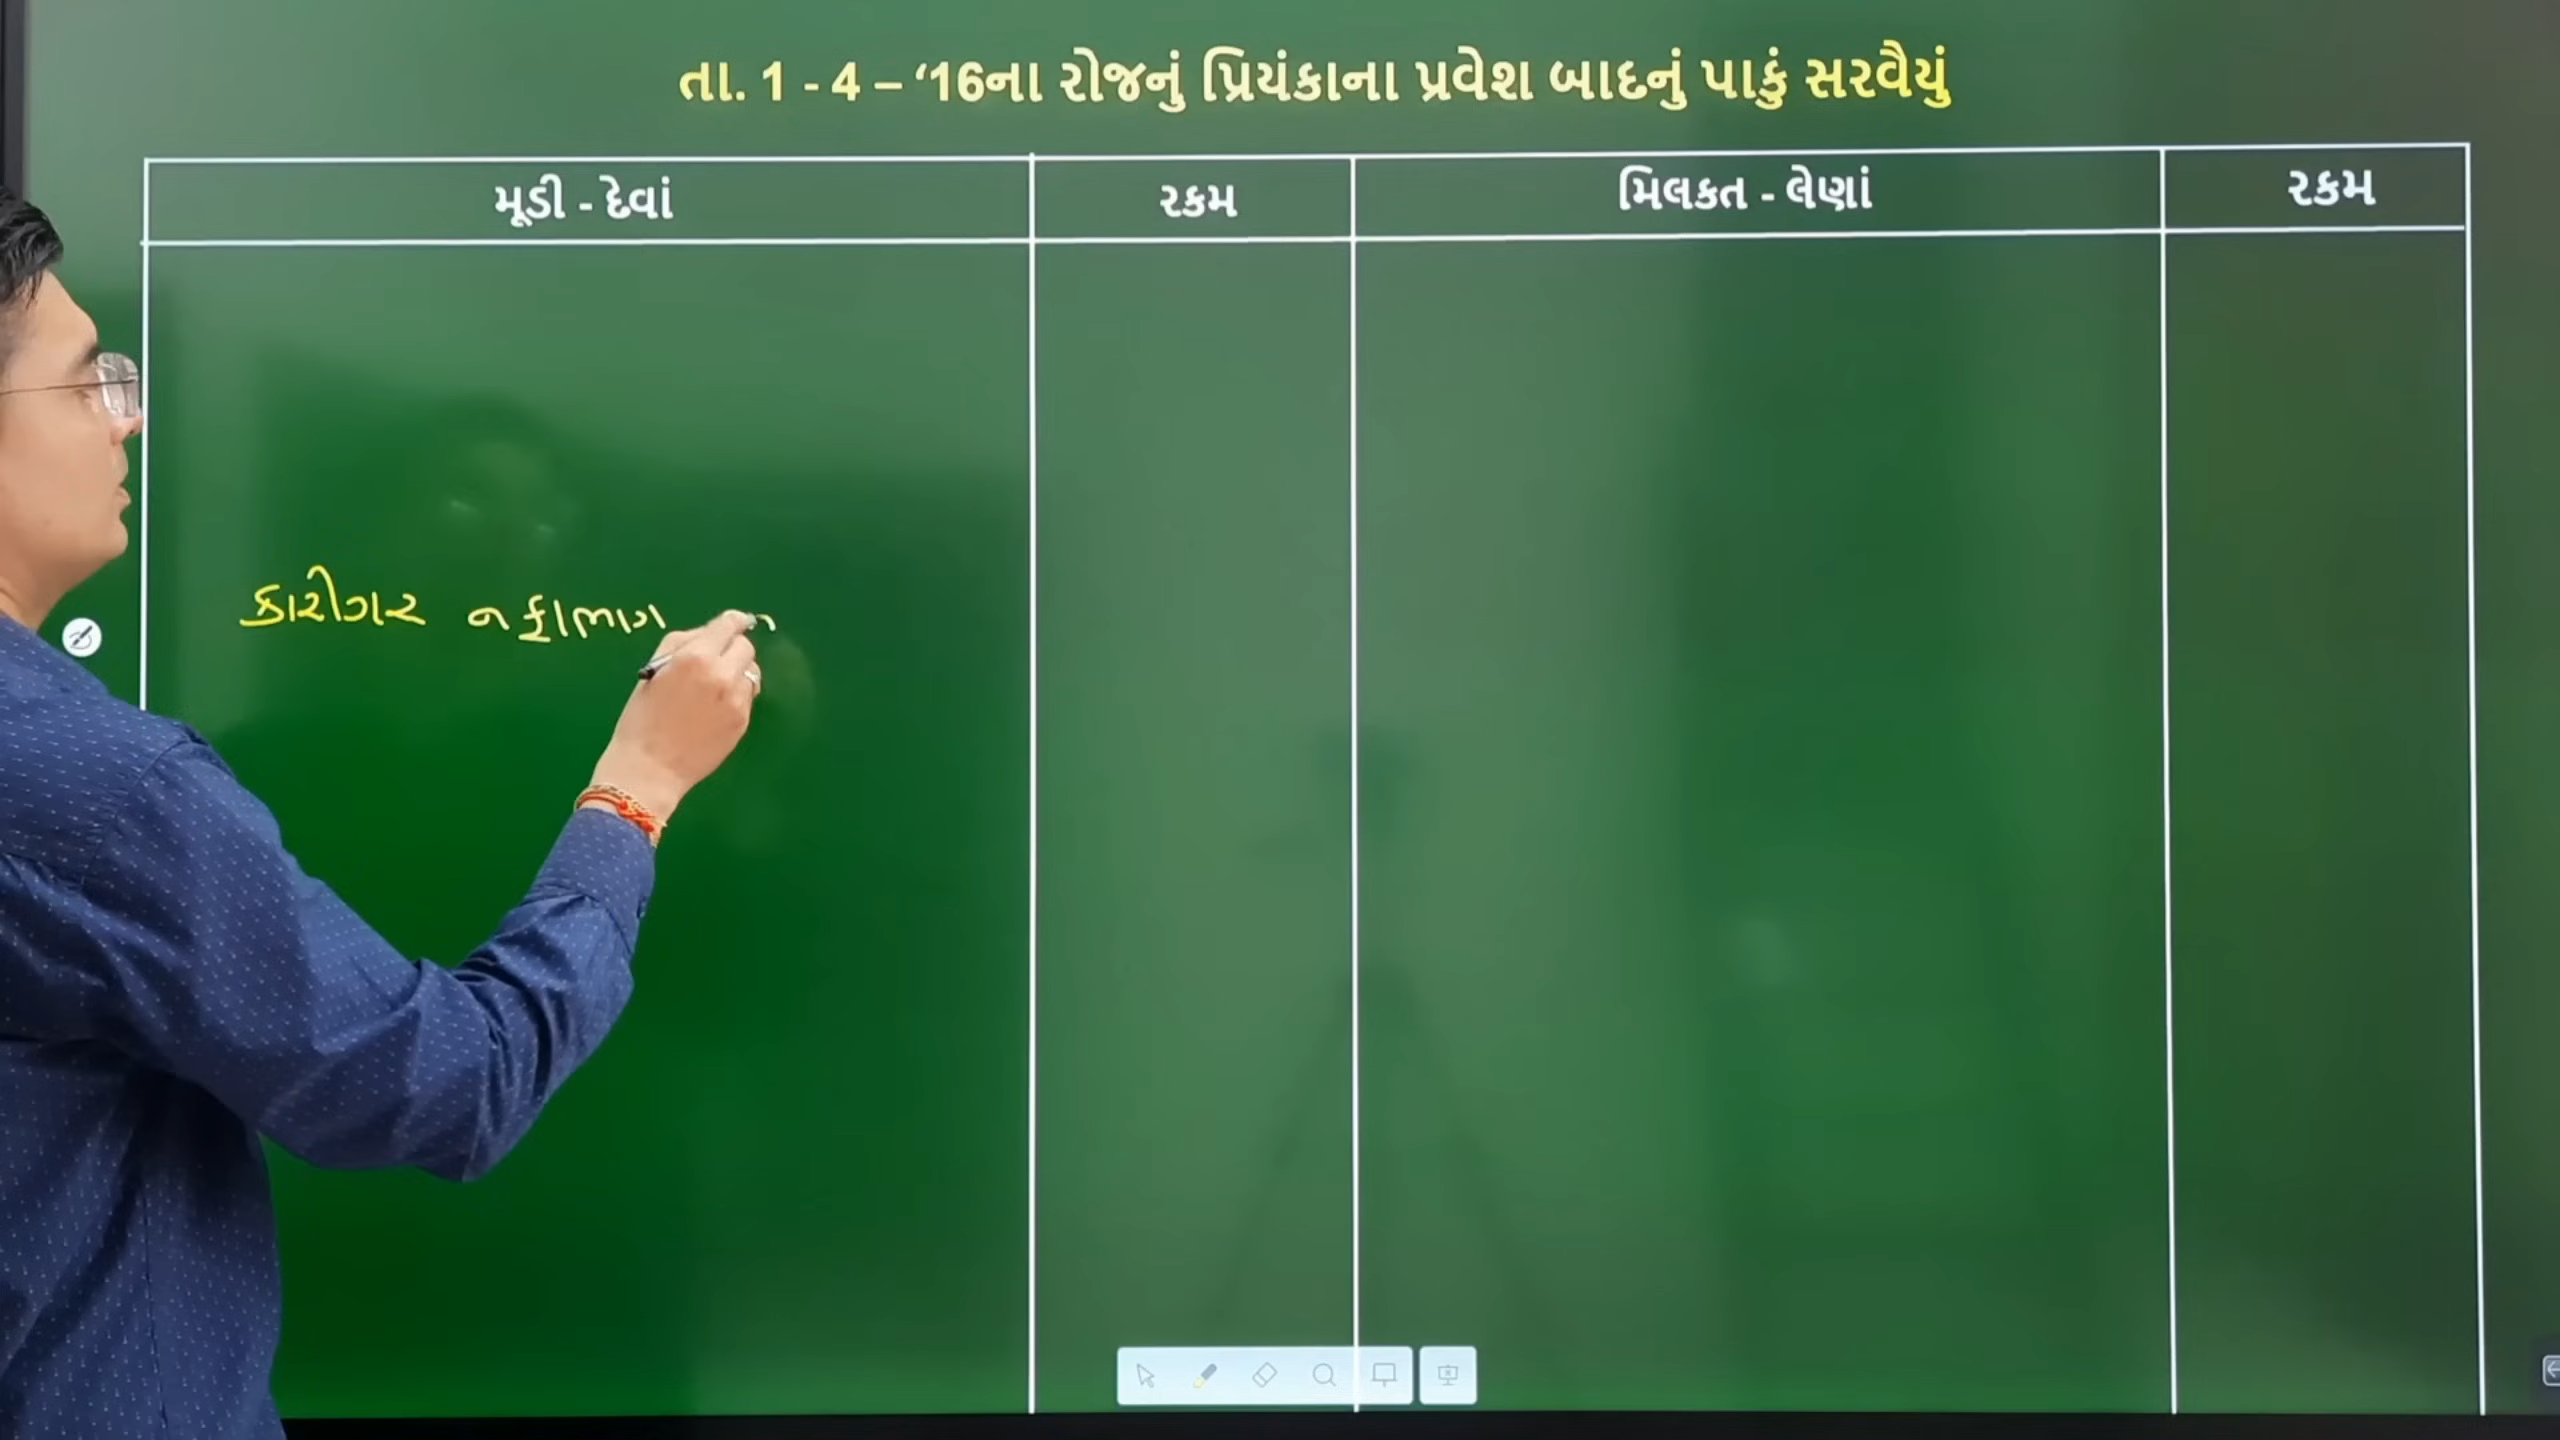 તા. 1 - 4 – ‘16ના રોજનું પ્રિયંકાના પ્રવેશ બાદનું પાકું સરવૈયું
મૂડી - દેવાં રકમ મિલકત - લેણાં રકમ
કારીગર નફાભાગ